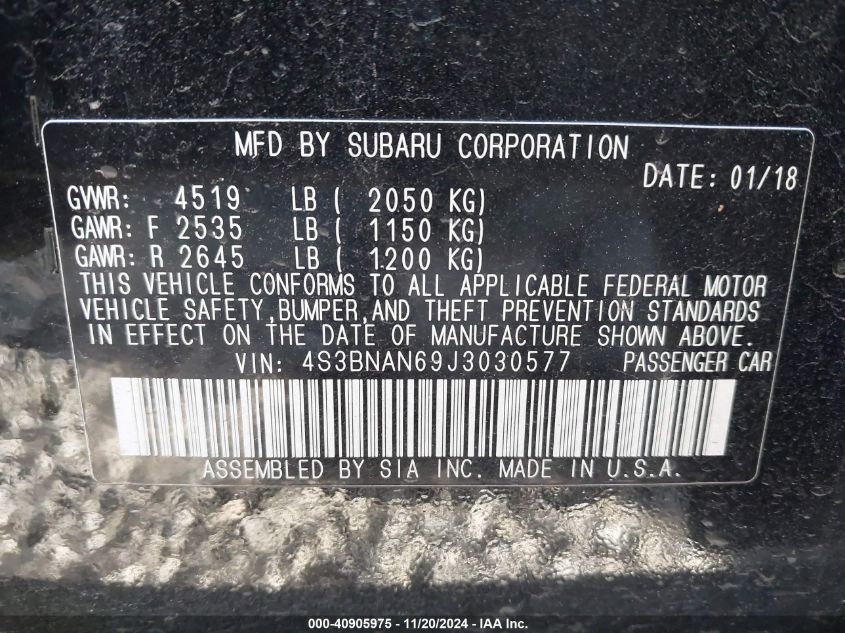 MFD BY SUBARU CORPORATION
DATE: 01/18
GVWR: 4519 LB ( 2050 KG)
GAWR: F 2535 LB ( 1150 KG)
GAWR: R 2645 LB ( 1200 KG)
THIS VEHICLE CONFORMS TO ALL APPLICABLE FEDERAL MOTOR
VEHICLE SAFETY,BUMPER,AND THEFT PREVENTION STANDARDS
IN EFFECT ON THE DATE OF MANUFACTURE SHOWN ABOVE.
VIN: 4S3BNAN69J3030577 PASSENGER CAR
ASSEMBLED BY SIA INC. MADE IN U.S.A.
000-40905975 - 11/20/2024 - IAA Inc.